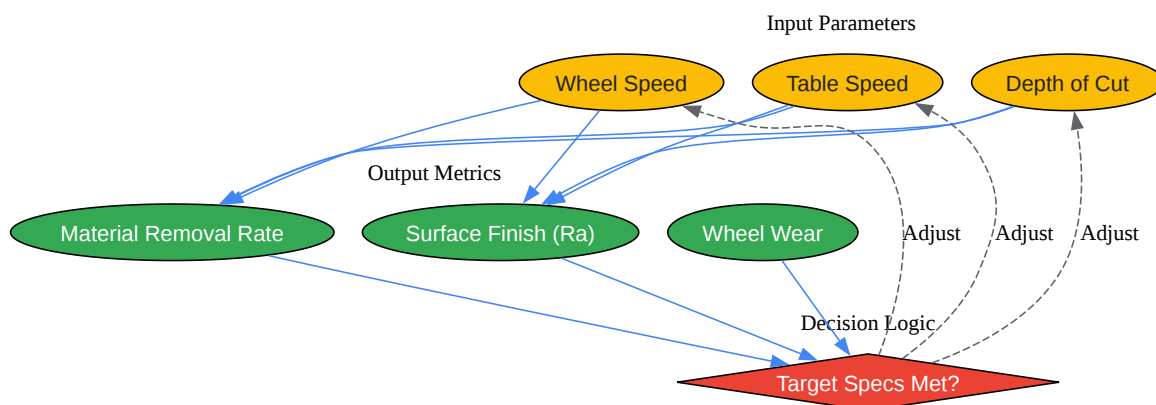 Input Parameters
Wheel Speed
Table Speed
Depth of Cut
Output Metrics
Material Removal Rate
Surface Finish (Ra)
Wheel Wear
Adjust
Adjust
Adjust
Decision Logic
Target Specs Met?